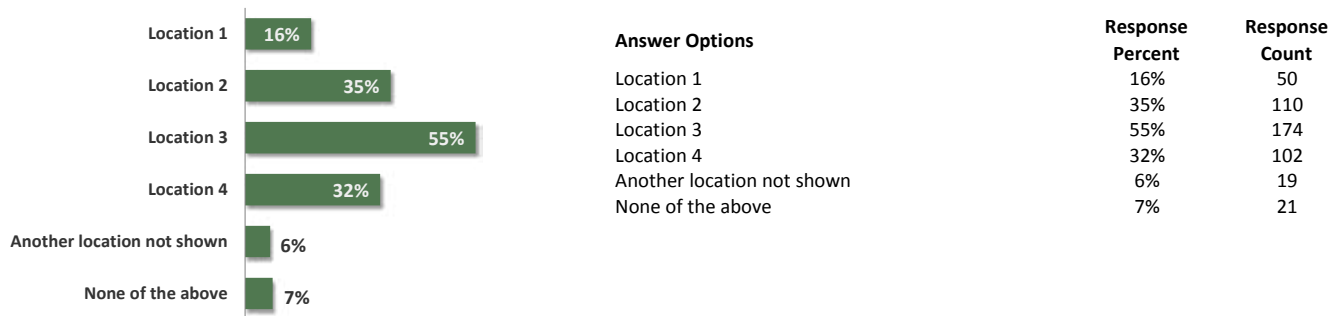 Location 1 16%
Location 2 35%
Location 3 55%
Location 4 32%
Another location not shown 6%
None of the above 7%
Answer Options Response Percent Response Count
Location 1 16% 50
Location 2 35% 110
Location 3 55% 174
Location 4 32% 102
Another location not shown 6% 19
None of the above 7% 21